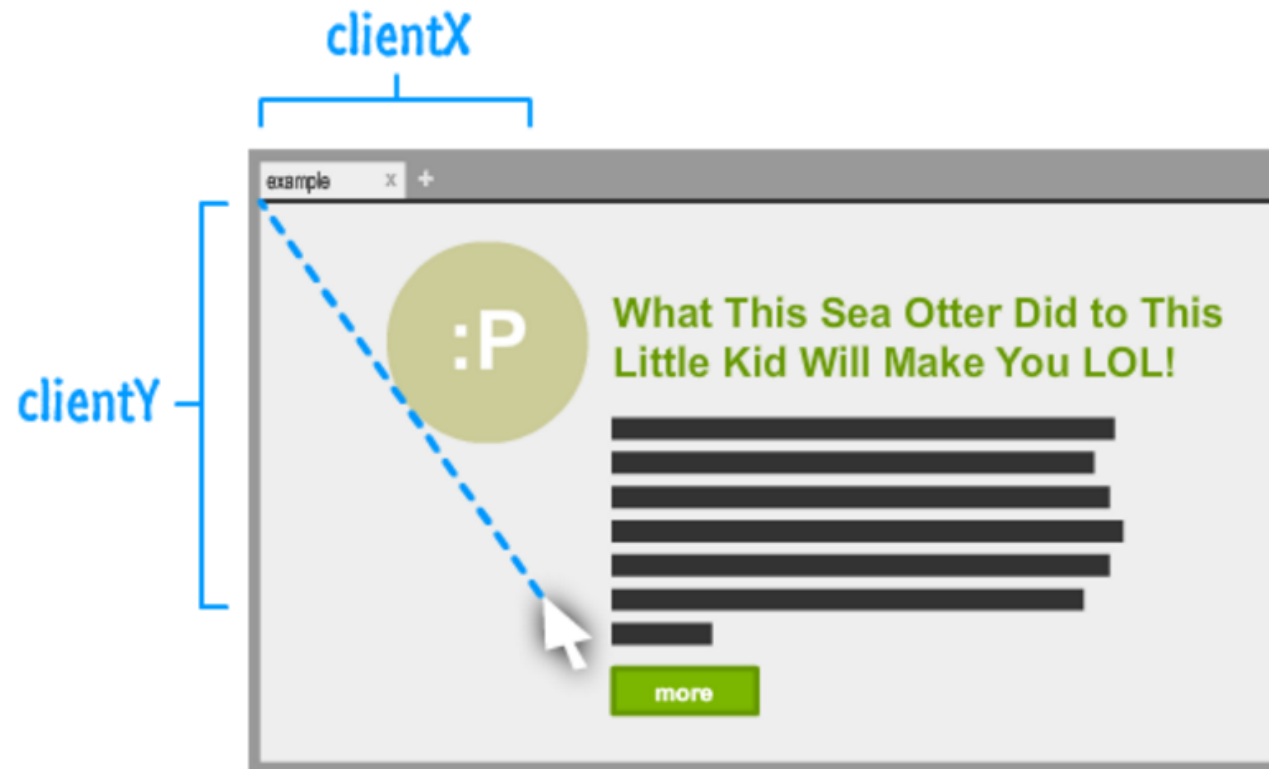 clientX
example x +
:P
What This Sea Otter Did to This
Little Kid Will Make You LOL!
clientY
more